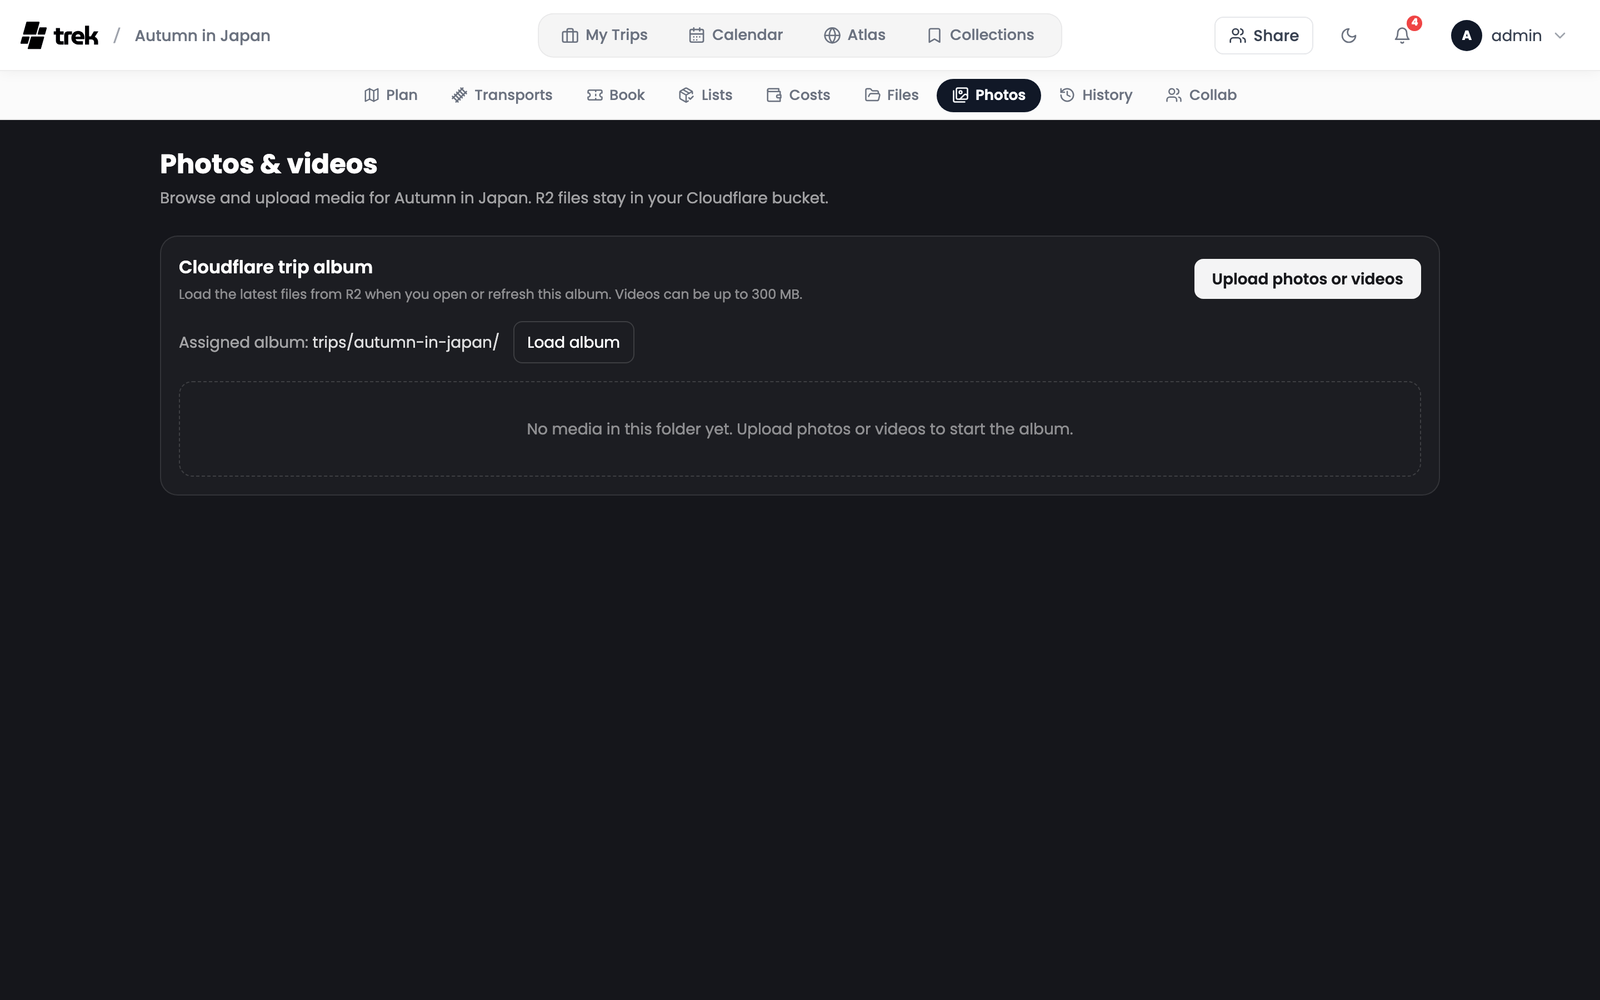 trek / Autumn in Japan
My Trips
Calendar
Atlas
Collections
Share
4
A
admin
Plan
Transports
Book
Lists
Costs
Files
Photos
History
Collab
Photos & videos
Browse and upload media for Autumn in Japan. R2 files stay in your Cloudflare bucket.
Cloudflare trip album
Load the latest files from R2 when you open or refresh this album. Videos can be up to 300 MB.
Upload photos or videos
Assigned album: trips/autumn-in-japan/
Load album
No media in this folder yet. Upload photos or videos to start the album.